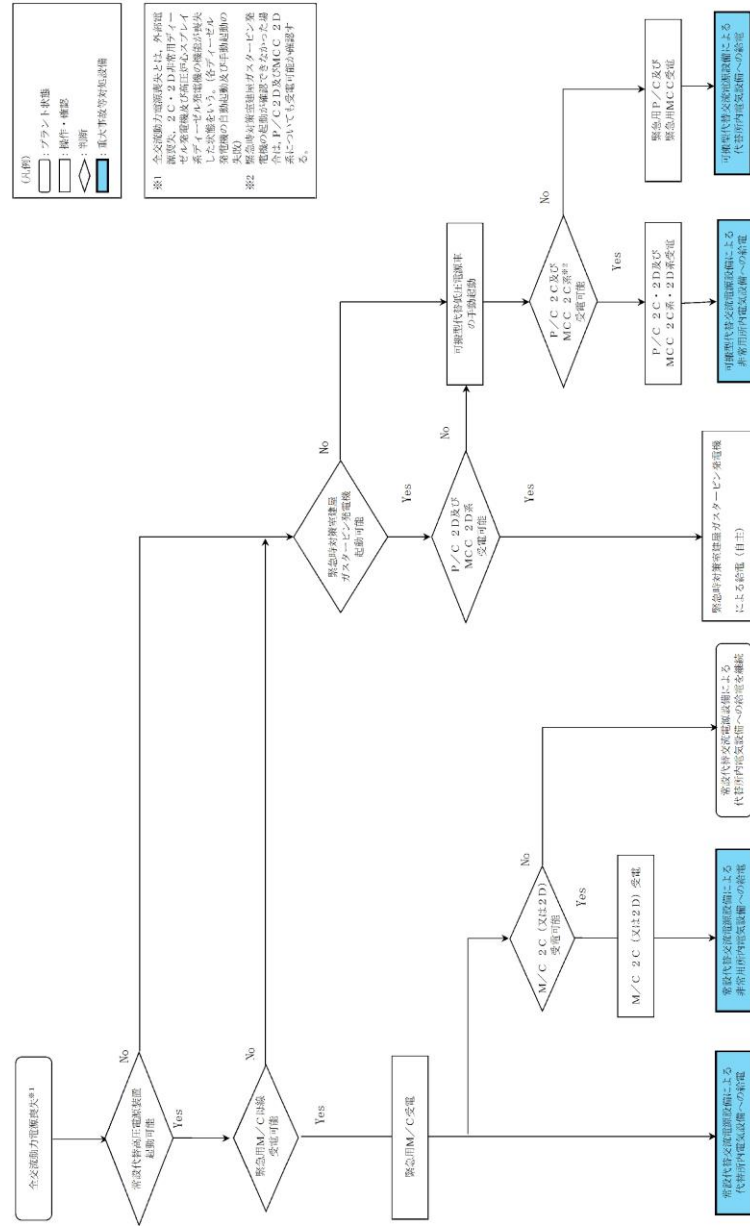 (凡例)
：プラント状態
：操作・確認
：判断
：重大事故等対処設備
※1　全交流動力電源喪失とは，外部電
源喪失，２Ｃ・２Ｄ非常用ディー
ゼル発電機及び高圧炉心スプレイ
系ディーゼル発電機の機能が喪失
した状態をいう。（各ディーゼル
発電機の自動起動及び手動起動の
失敗）
※2　緊急時対策室建屋ガスタービン発
電機の起動が確認できなかった場
合は，Ｐ／Ｃ２Ｄ及びＭＣＣ ２Ｄ
系についても受電可能か確認す
る。
全交流動力電源喪失※1
常設代替高圧電源装置
起動可能
No
Yes
緊急用Ｍ／Ｃ母線
受電可能
No
Yes
緊急用Ｍ／Ｃ受電
Ｍ／Ｃ ２Ｃ（又は２Ｄ）
受電可能
No
Yes
Ｍ／Ｃ ２Ｃ（又は２Ｄ）受電
緊急時対策室建屋
ガスタービン発電機
起動可能
No
Yes
Ｐ／Ｃ ２Ｄ及び
ＭＣＣ ２Ｄ系
受電可能
No
Yes
可搬型代替低圧電源車
の手動起動
Ｐ／Ｃ ２Ｃ及び
ＭＣＣ ２Ｃ系※2
受電可能
No
Yes
Ｐ／Ｃ ２Ｃ・２Ｄ及び
ＭＣＣ ２Ｃ系・２Ｄ系受電
緊急用Ｐ／Ｃ及び
緊急用ＭＣＣ受電
常設代替交流電源設備による
代替所内電気設備への給電
常設代替交流電源設備による
非常用所内電気設備への給電
常設代替交流電源設備による
代替所内電気設備への給電を継続
緊急時対策室建屋ガスタービン発電機
による給電（自主）
可搬型代替交流電源設備による
非常用所内電気設備への給電
可搬型代替交流電源設備による
代替所内電気設備への給電